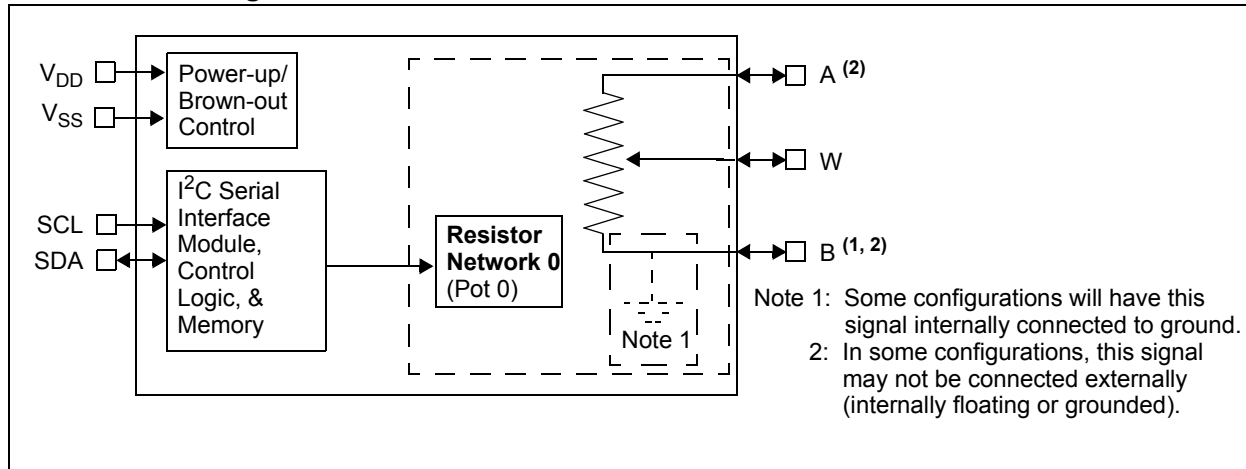 V_DD
V_SS
Power-up/
Brown-out
Control
SCL
SDA
I²C Serial
Interface
Module,
Control
Logic, &
Memory
Resistor
Network 0
(Pot 0)
A (2)
W
B (1, 2)
Note 1
Note 1: Some configurations will have this
signal internally connected to ground.
2: In some configurations, this signal
may not be connected externally
(internally floating or grounded).